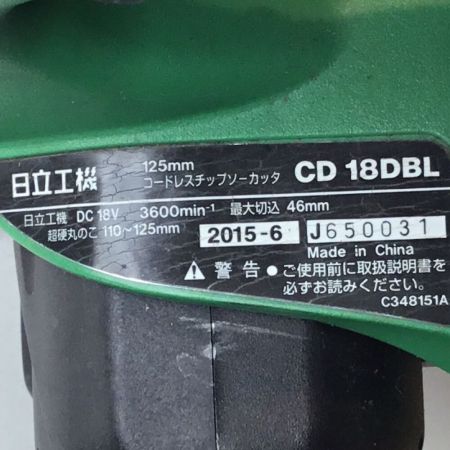 125mm
日立工機 コードレスチップソーカッタ CD 18DBL
日立工機 DC 18V 3600min⁻¹ 最大切込 46mm
超硬丸のこ 110~125mm 2015-6 J650031
Made in China
⚠ 警告 ● ご使用前に取扱説明書を
必ずお読みください。
C348151A